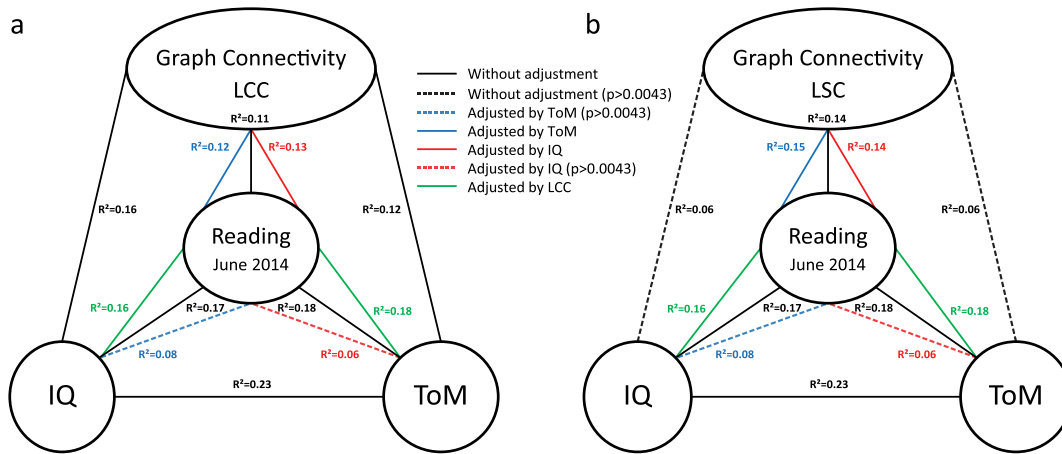 a
Graph Connectivity
LCC
R²=0.11
R²=0.12
R²=0.13
R²=0.16
R²=0.12
Reading
June 2014
R²=0.16
R²=0.17
R²=0.18
R²=0.18
R²=0.08
R²=0.06
IQ
R²=0.23
ToM
Without adjustment
Without adjustment (p>0.0043)
Adjusted by ToM (p>0.0043)
Adjusted by ToM
Adjusted by IQ
Adjusted by IQ (p>0.0043)
Adjusted by LCC
b
Graph Connectivity
LSC
R²=0.14
R²=0.15
R²=0.14
R²=0.06
R²=0.06
Reading
June 2014
R²=0.16
R²=0.17
R²=0.18
R²=0.18
R²=0.08
R²=0.06
IQ
R²=0.23
ToM